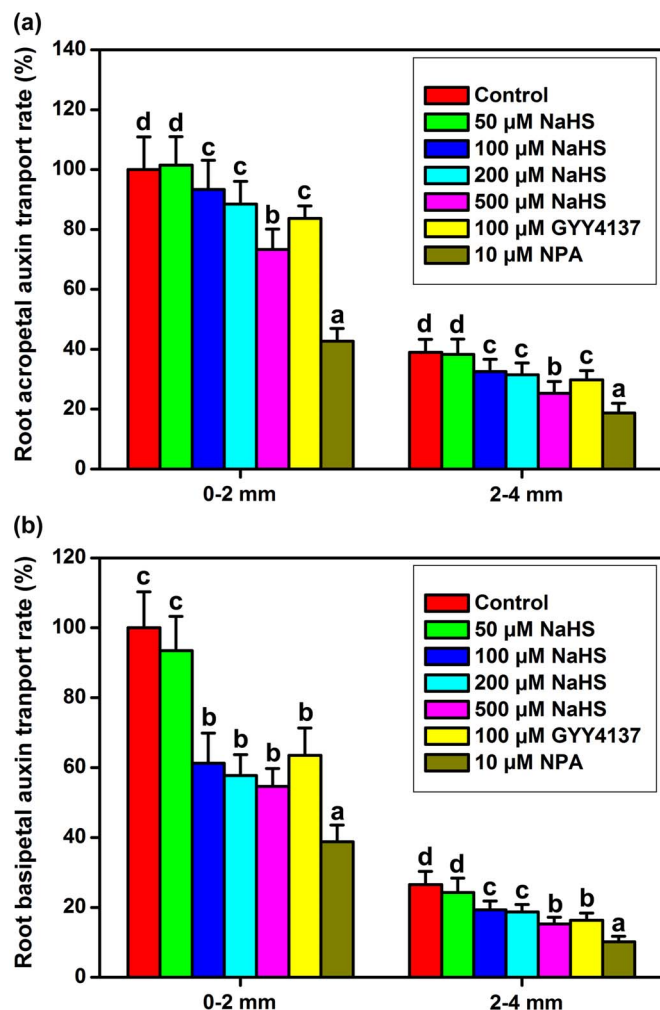 (a)
Root acropetal auxin tranport rate (%)
140
120
100
80
60
40
20
0
d d c c b c a
d d c c b c a
Control
50 μM NaHS
100 μM NaHS
200 μM NaHS
500 μM NaHS
100 μM GYY4137
10 μM NPA
0-2 mm 2-4 mm
(b)
Root basipetal auxin tranport rate (%)
120
100
80
60
40
20
0
c c b b b b a
d d c c b b a
Control
50 μM NaHS
100 μM NaHS
200 μM NaHS
500 μM NaHS
100 μM GYY4137
10 μM NPA
0-2 mm 2-4 mm